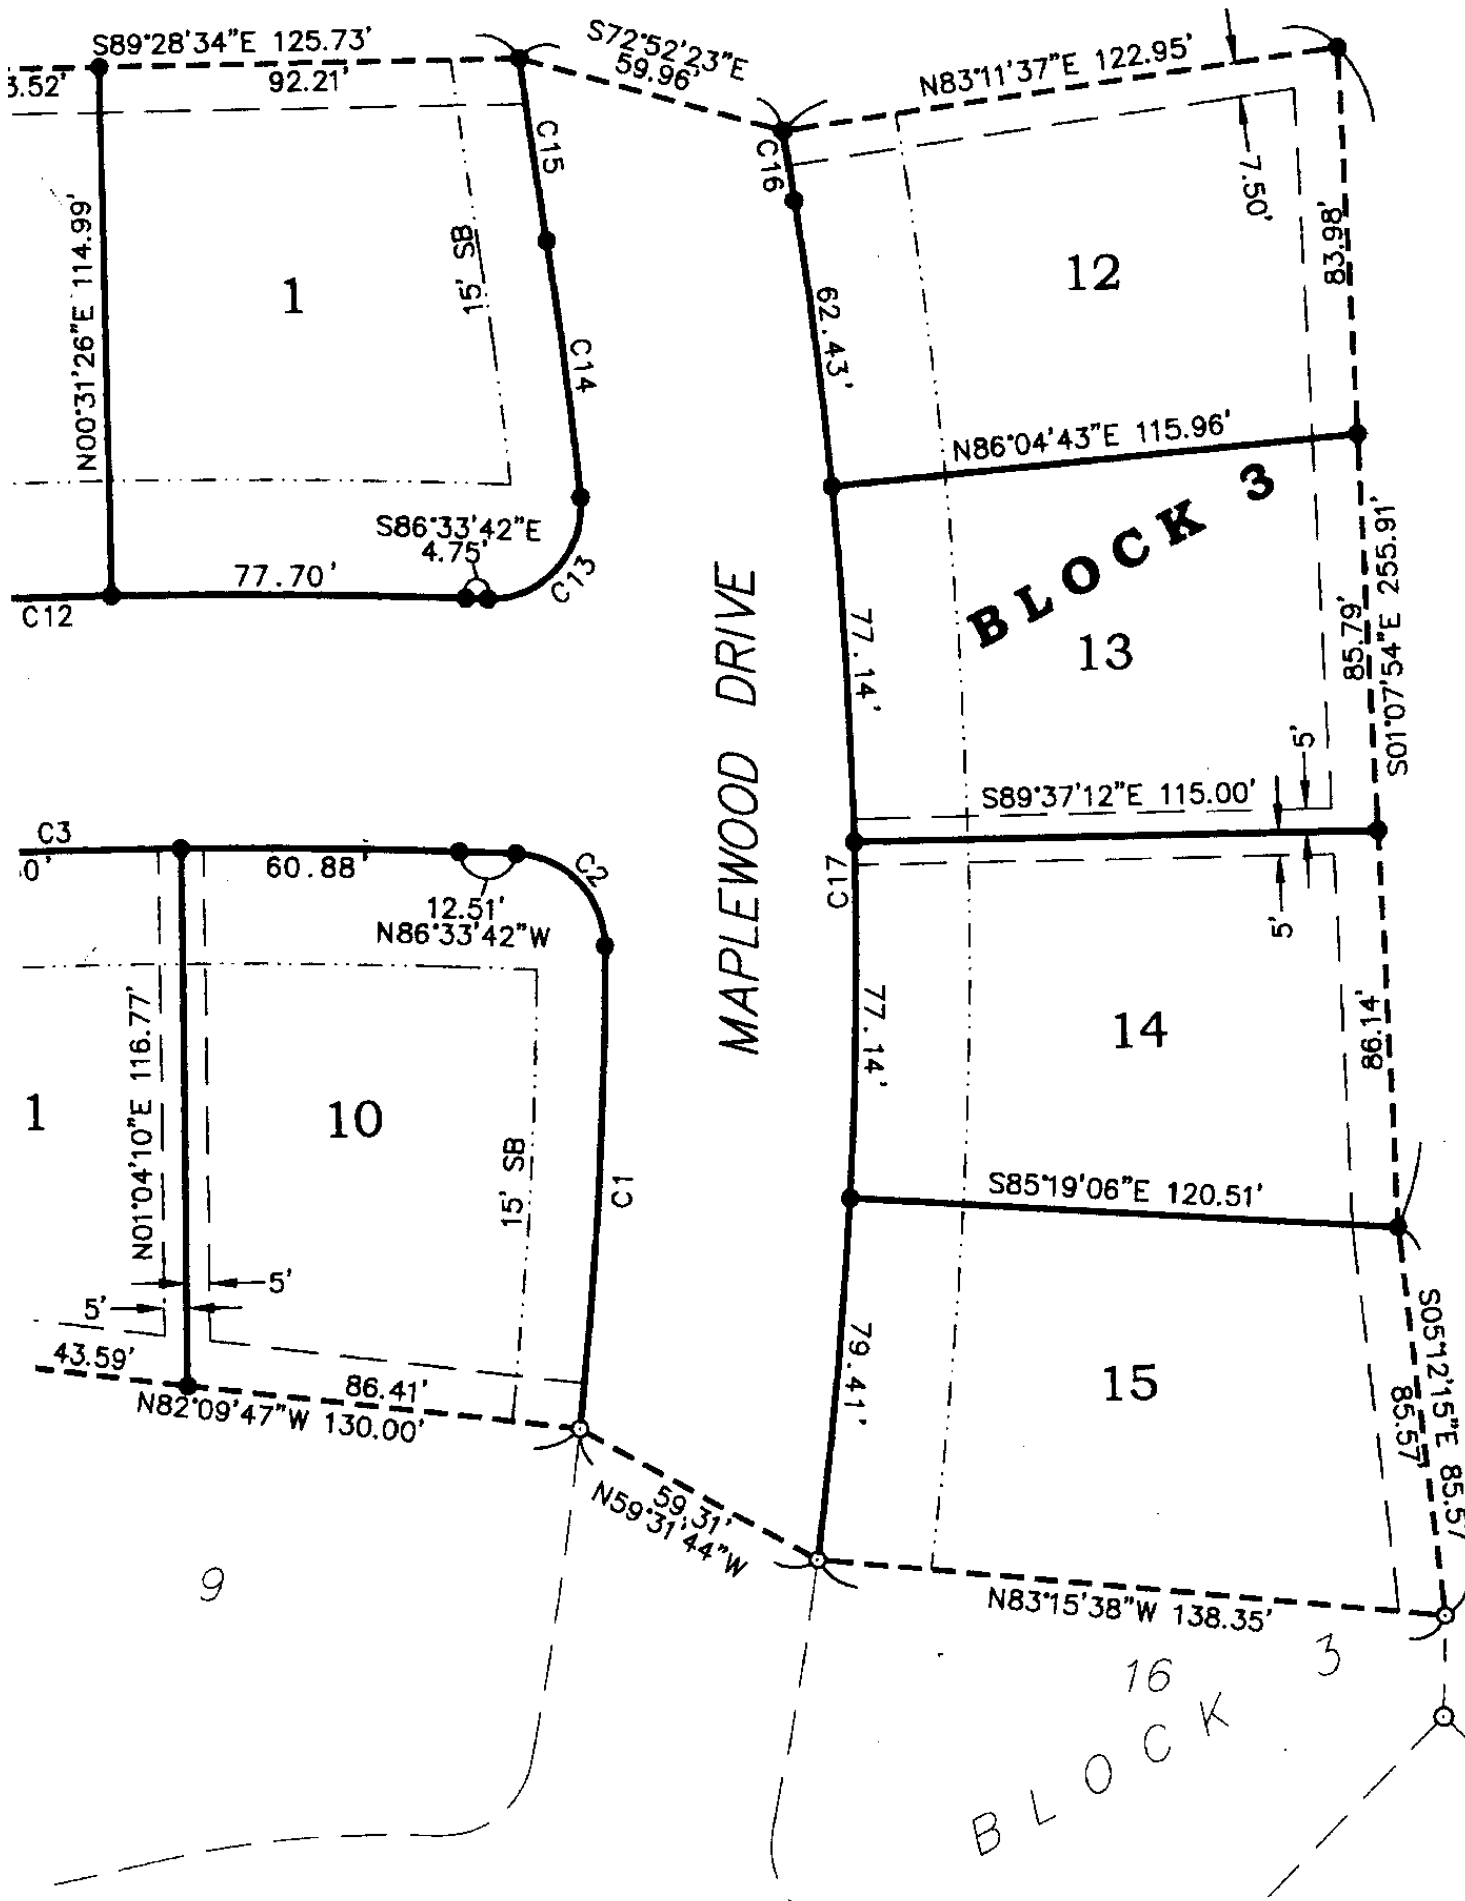 S89°28'34"E 125.73'
3.52'
92.21'
S72°52'23"E
59.96'
N83°11'37"E 122.95'
C15
C16
7.50'
N00°31'26"E 114.99'
15' SB
1
12
83.98'
C14
62.43'
N86°04'43"E 115.96'
S86°33'42"E
4.75'
77.70'
C13
C12
BLOCK 3
S01°07'54"E 255.91'
85.79'
77.14'
13
MAPLEWOOD DRIVE
5'
S89°37'12"E 115.00'
C3
0'
60.88'
C2
12.51'
N86°33'42"W
C17
5'
N01°04'10"E 116.77'
77.14'
86.14'
14
1
10
15' SB
C1
S85°19'06"E 120.51'
5'
5'
43.59'
86.41'
N82°09'47"W 130.00'
79.41'
15
S05°12'15"E 85.57
85.57'
59.31'
N59°31'44"W
N83°15'38"W 138.35'
9
16
BLOCK 3